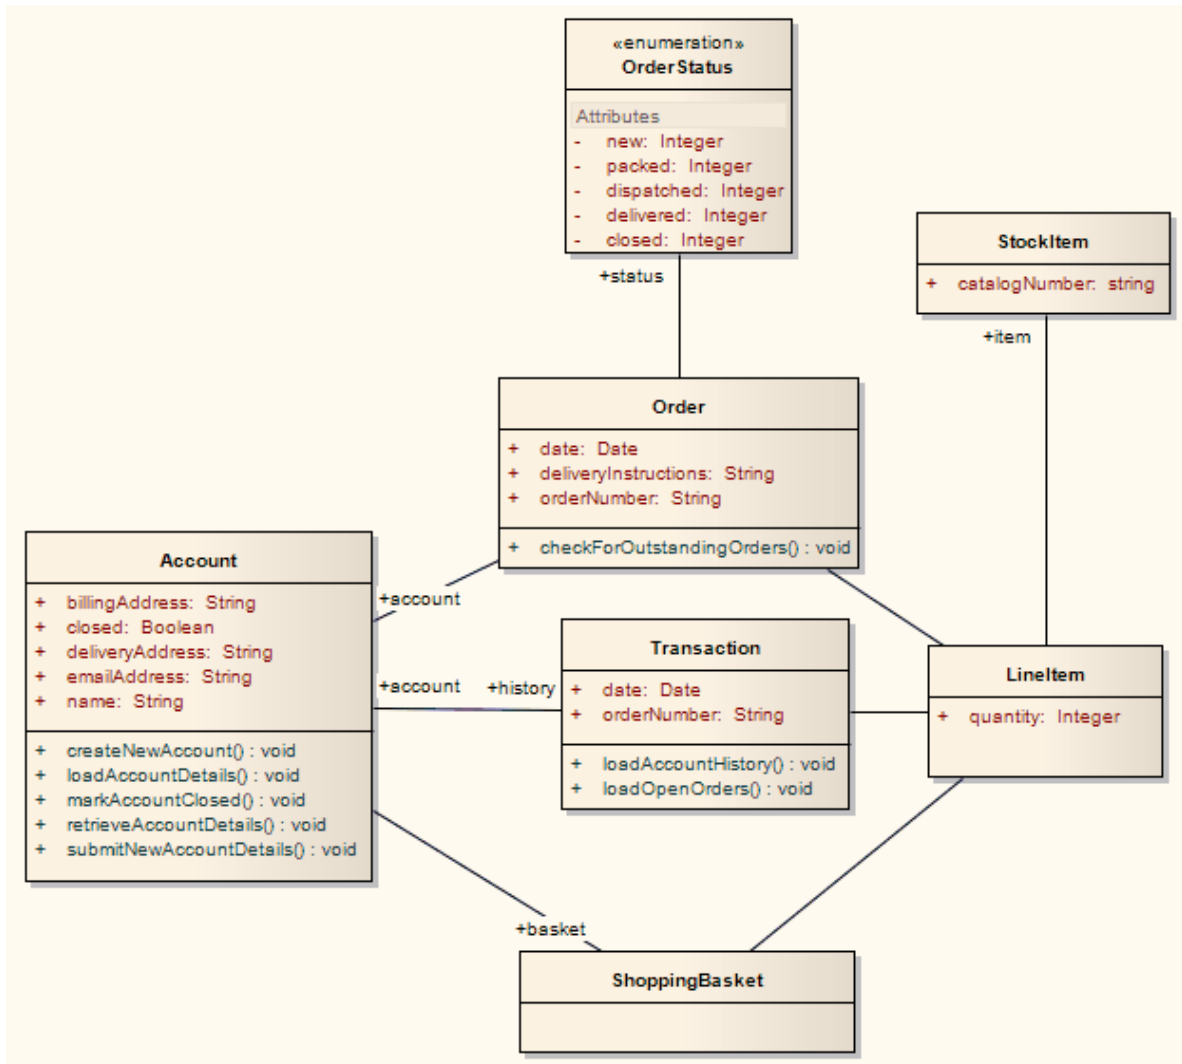 «enumeration»
OrderStatus
Attributes
- new: Integer
- packed: Integer
- dispatched: Integer
- delivered: Integer
- closed: Integer
+status
StockItem
+ catalogNumber: string
+item
Order
+ date: Date
+ deliveryInstructions: String
+ orderNumber: String
+ checkForOutstandingOrders() : void
Account
+ billingAddress: String
+ closed: Boolean
+ deliveryAddress: String
+ emailAddress: String
+ name: String
+ createNewAccount() : void
+ loadAccountDetails() : void
+ markAccountClosed() : void
+ retrieveAccountDetails() : void
+ submitNewAccountDetails() : void
+account
+account
+history
Transaction
+ date: Date
+ orderNumber: String
+ loadAccountHistory() : void
+ loadOpenOrders() : void
LineItem
+ quantity: Integer
+basket
ShoppingBasket